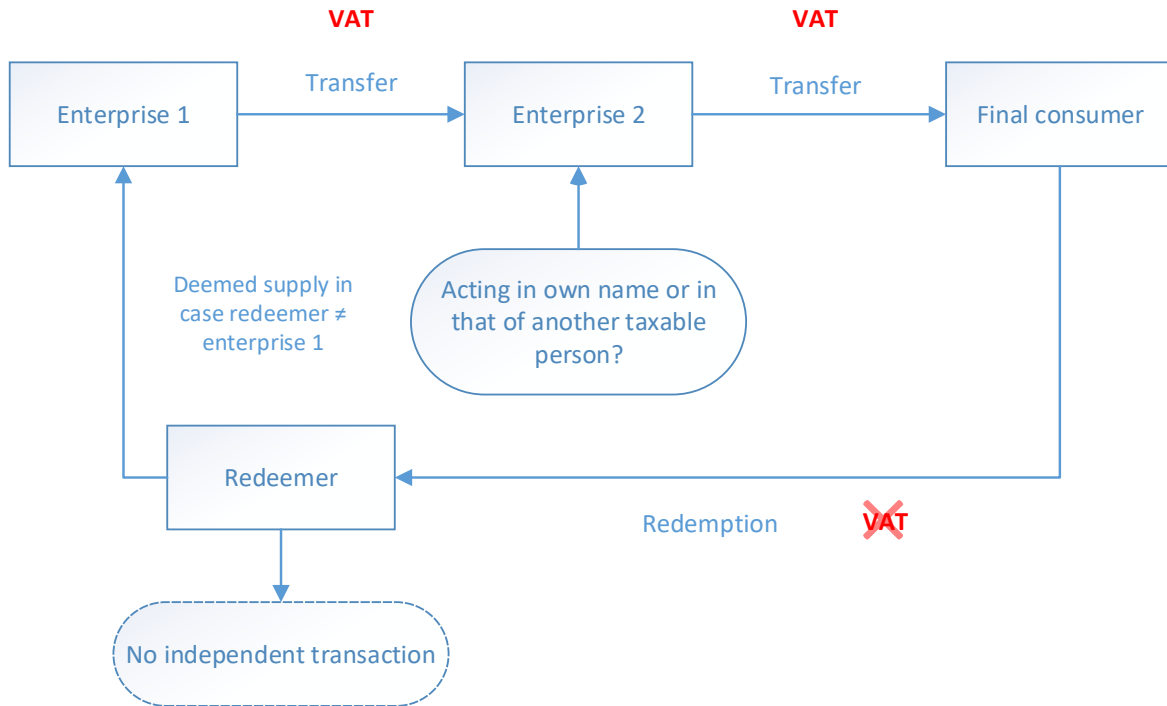 VAT
VAT
Enterprise 1
Transfer
Enterprise 2
Transfer
Final consumer
Deemed supply in
case redeemer ≠
enterprise 1
Acting in own name or in
that of another taxable
person?
Redeemer
Redemption
VAT
No independent transaction